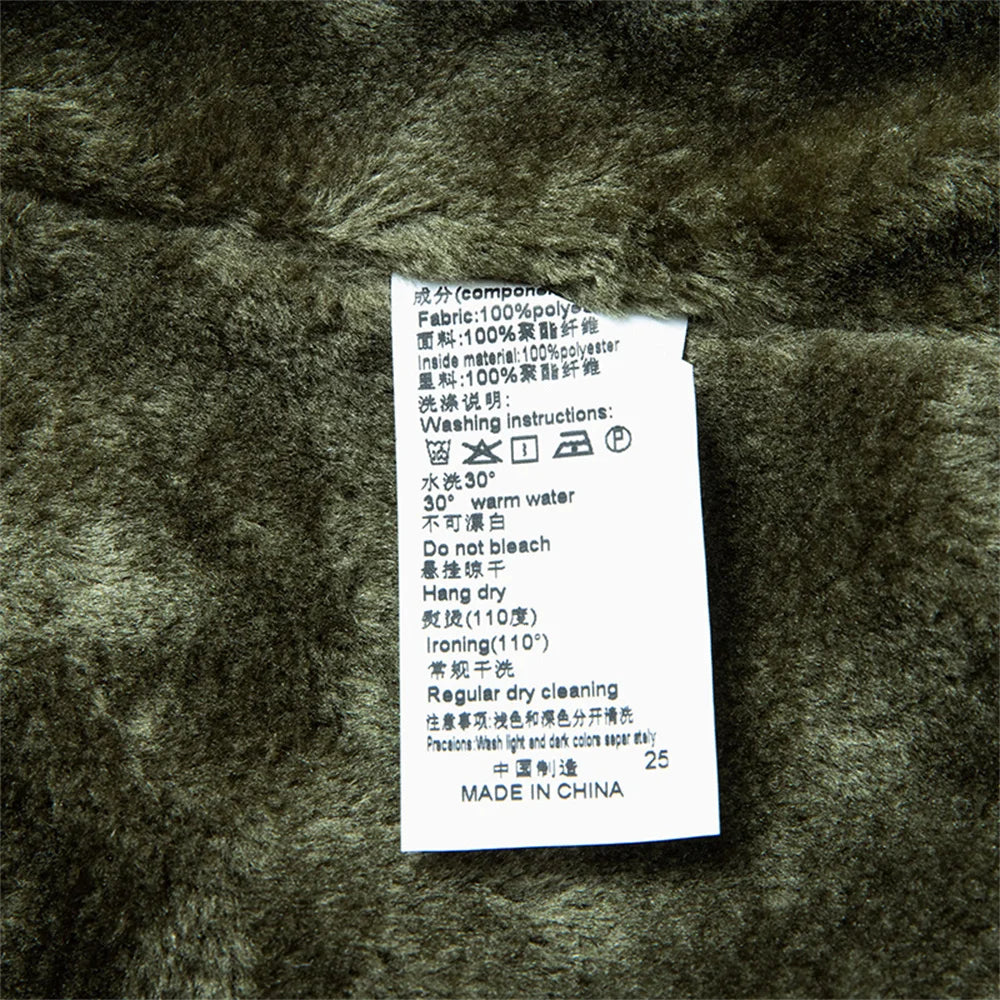 成分(compone
Fabric:100%polyes
面料:100%聚酯纤维
Inside material:100%polyester
里料:100%聚酯纤维
洗涤说明:
Washing instructions:
P
水洗30°
30° warm water
不可漂白
Do not bleach
悬挂晾干
Hang dry
熨烫(110度)
Ironing(110°)
常规干洗
Regular dry cleaning
注意事项:浅色和深色分开清洗
Precaions:Wash light and dark colors separ ately
25
中国制造
MADE IN CHINA